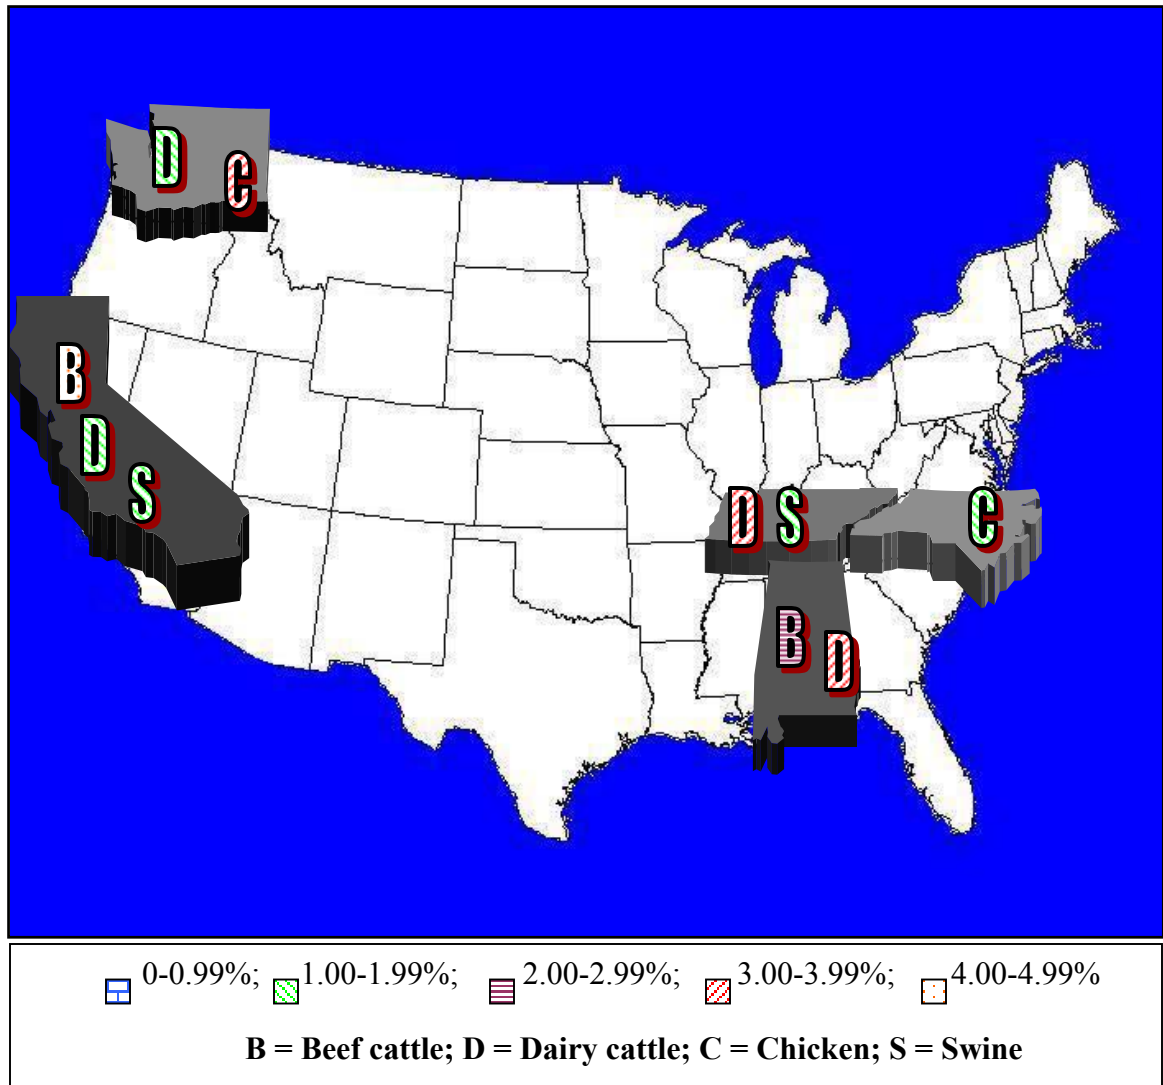 D
C
B
D
S
D S C
B
D
0-0.99%; 1.00-1.99%; 2.00-2.99%; 3.00-3.99%; 4.00-4.99%
B = Beef cattle; D = Dairy cattle; C = Chicken; S = Swine